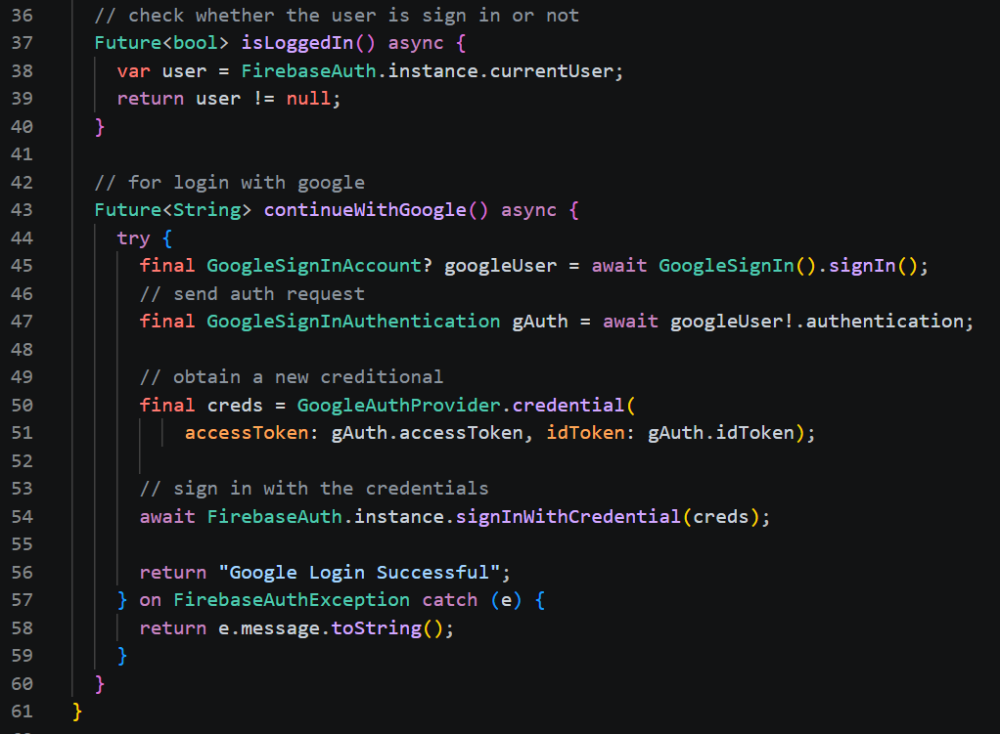 36 // check whether the user is sign in or not
37 Future<bool> isLoggedIn() async {
38 var user = FirebaseAuth.instance.currentUser;
39 return user != null;
40 }
41
42 // for login with google
43 Future<String> continueWithGoogle() async {
44 try {
45 final GoogleSignInAccount? googleUser = await GoogleSignIn().signIn();
46 // send auth request
47 final GoogleSignInAuthentication gAuth = await googleUser!.authentication;
48
49 // obtain a new creditional
50 final creds = GoogleAuthProvider.credential(
51 accessToken: gAuth.accessToken, idToken: gAuth.idToken);
52
53 // sign in with the credentials
54 await FirebaseAuth.instance.signInWithCredential(creds);
55
56 return "Google Login Successful";
57 } on FirebaseAuthException catch (e) {
58 return e.message.toString();
59 }
60 }
61 }